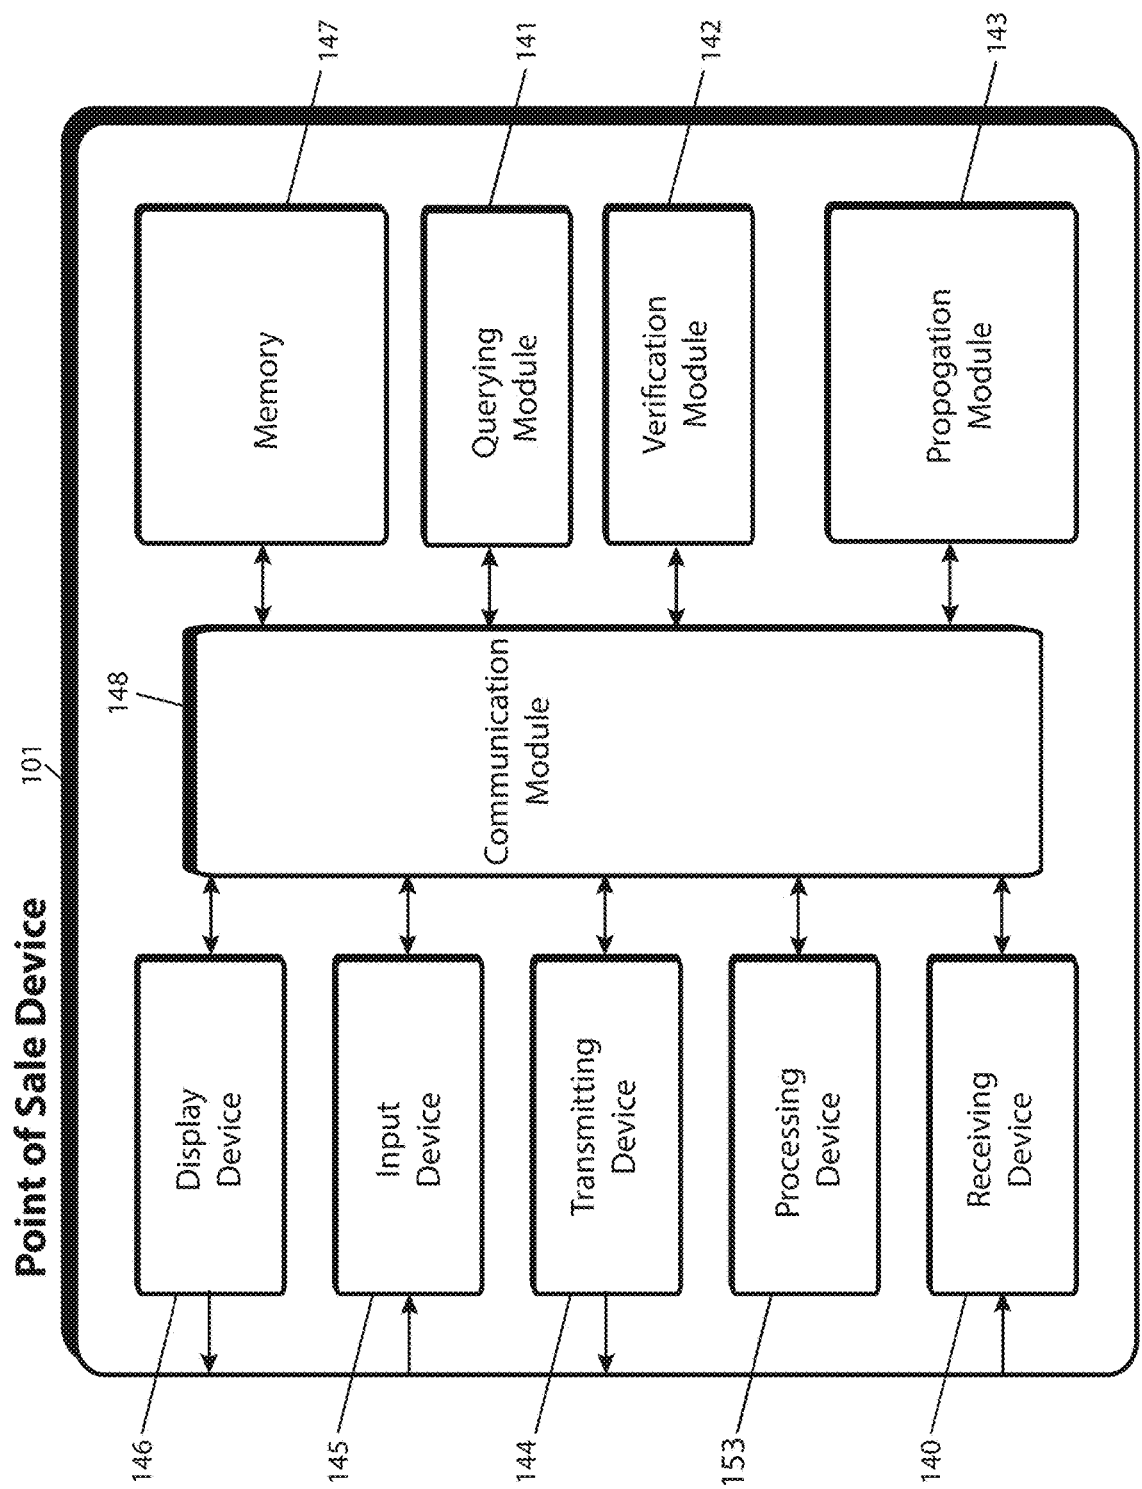 Point of Sale Device
101
148
146
Display
Device
145
Input
Device
144
Transmitting
Device
153
Processing
Device
140
Receiving
Device
Communication
Module
Memory
147
Querying
Module
141
Verification
Module
142
Propogation
Module
143